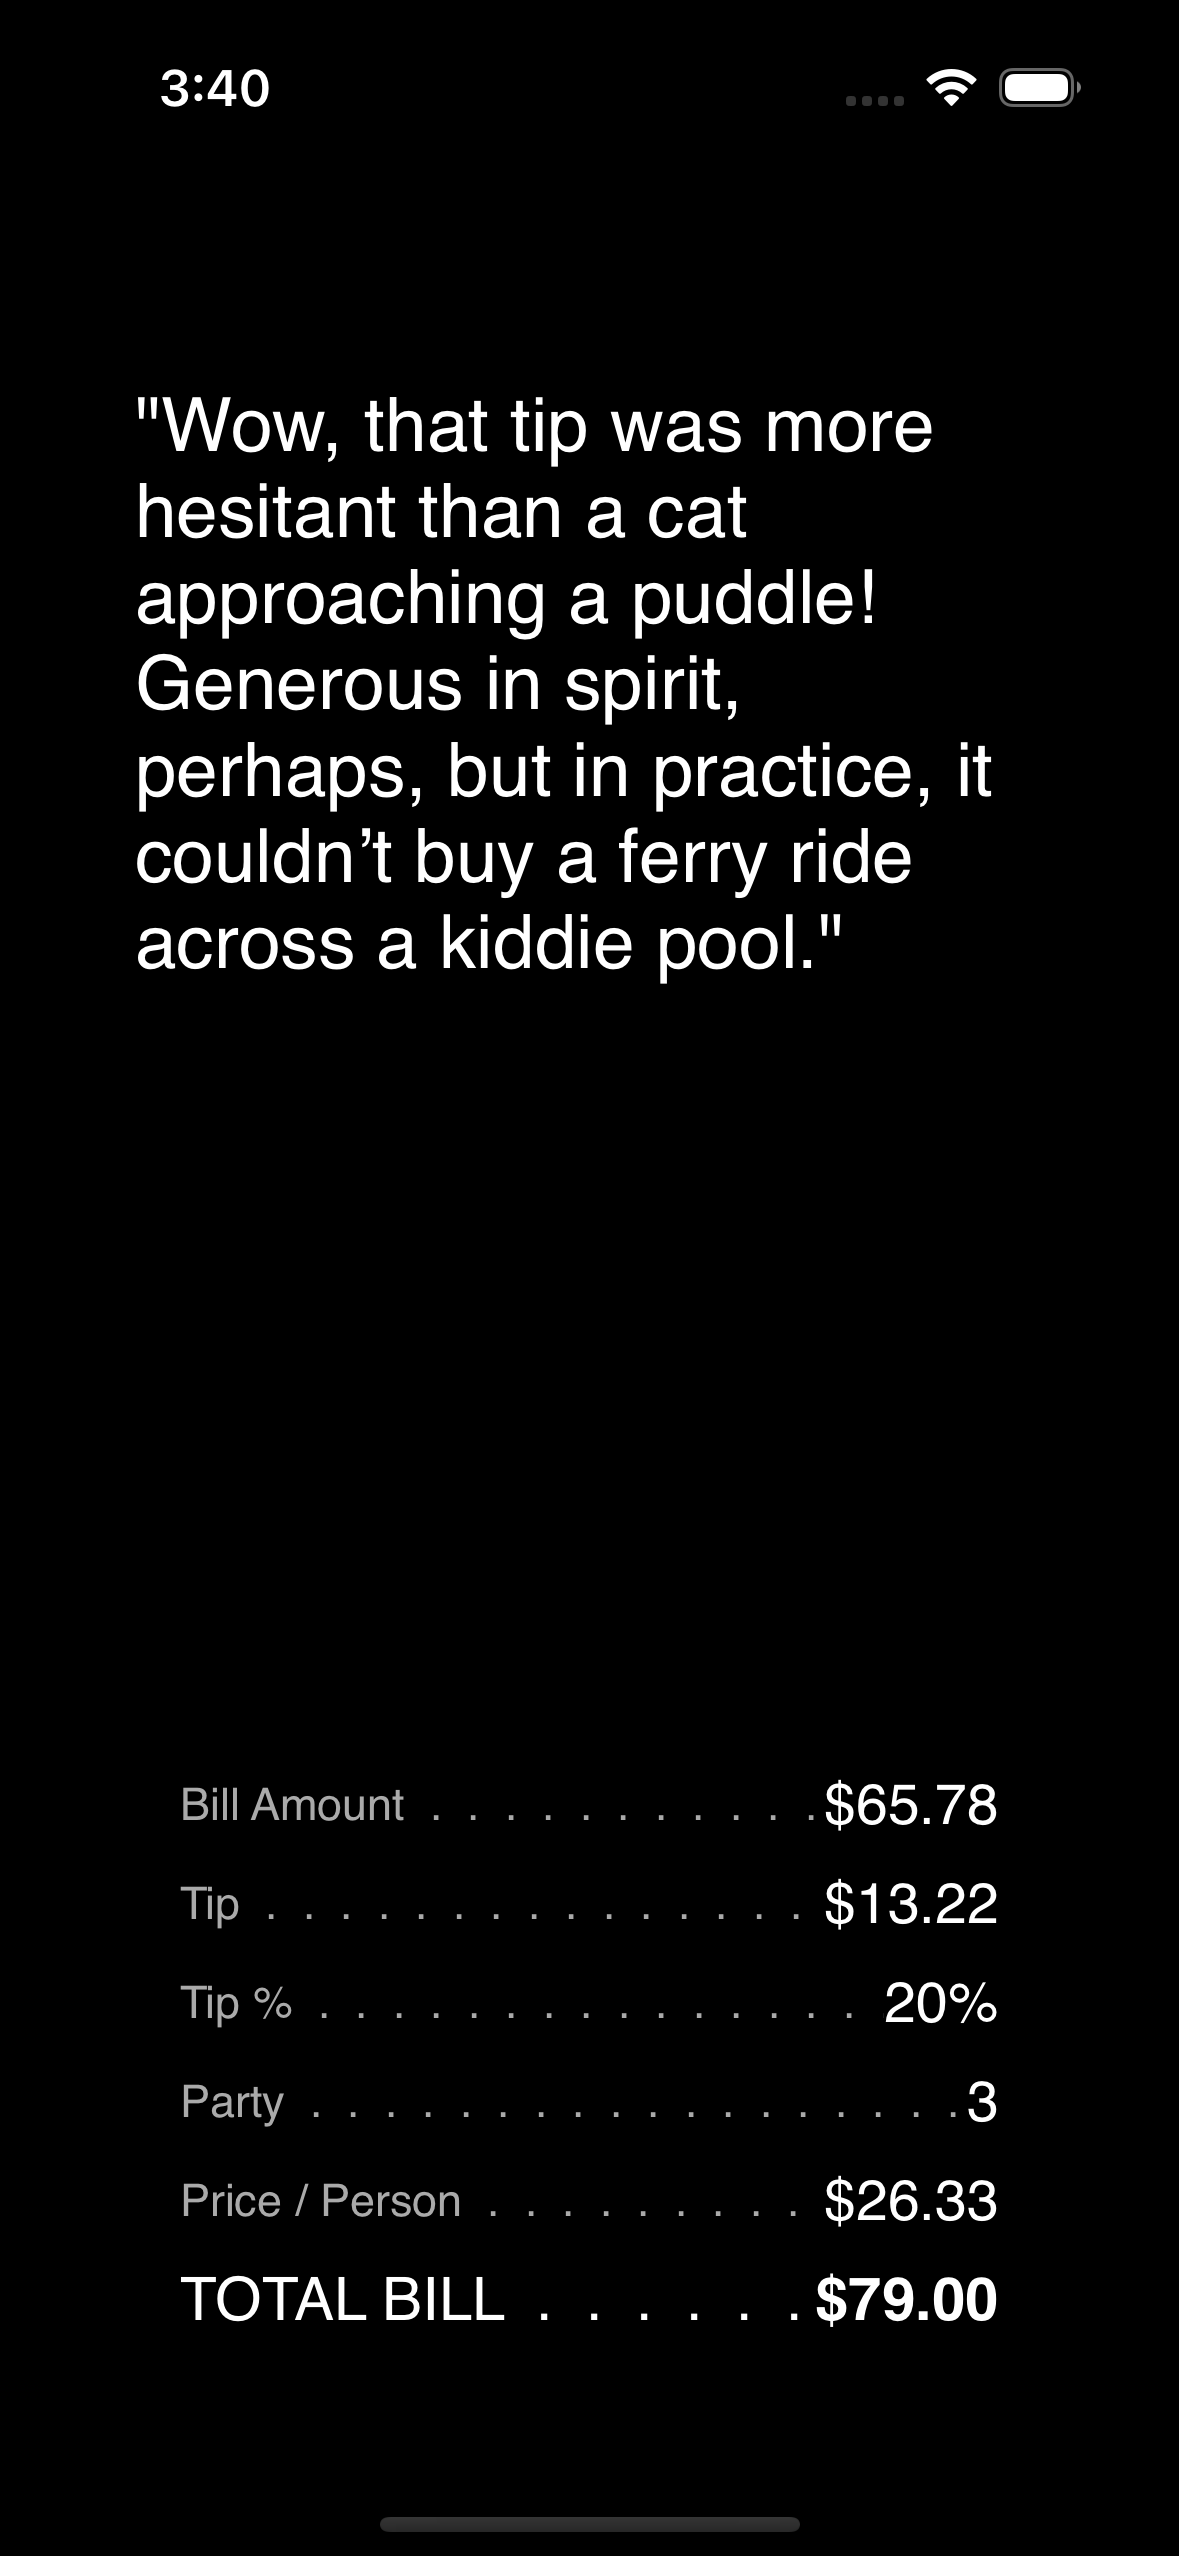 3:40
"Wow, that tip was more
hesitant than a cat
approaching a puddle!
Generous in spirit,
perhaps, but in practice, it
couldn’t buy a ferry ride
across a kiddie pool."
Bill Amount . . . . . . . . . . . $65.78
Tip . . . . . . . . . . . . . . . $13.22
Tip % . . . . . . . . . . . . . . . 20%
Party . . . . . . . . . . . . . . . . . . 3
Price / Person . . . . . . . . . $26.33
TOTAL BILL . . . . . . $79.00